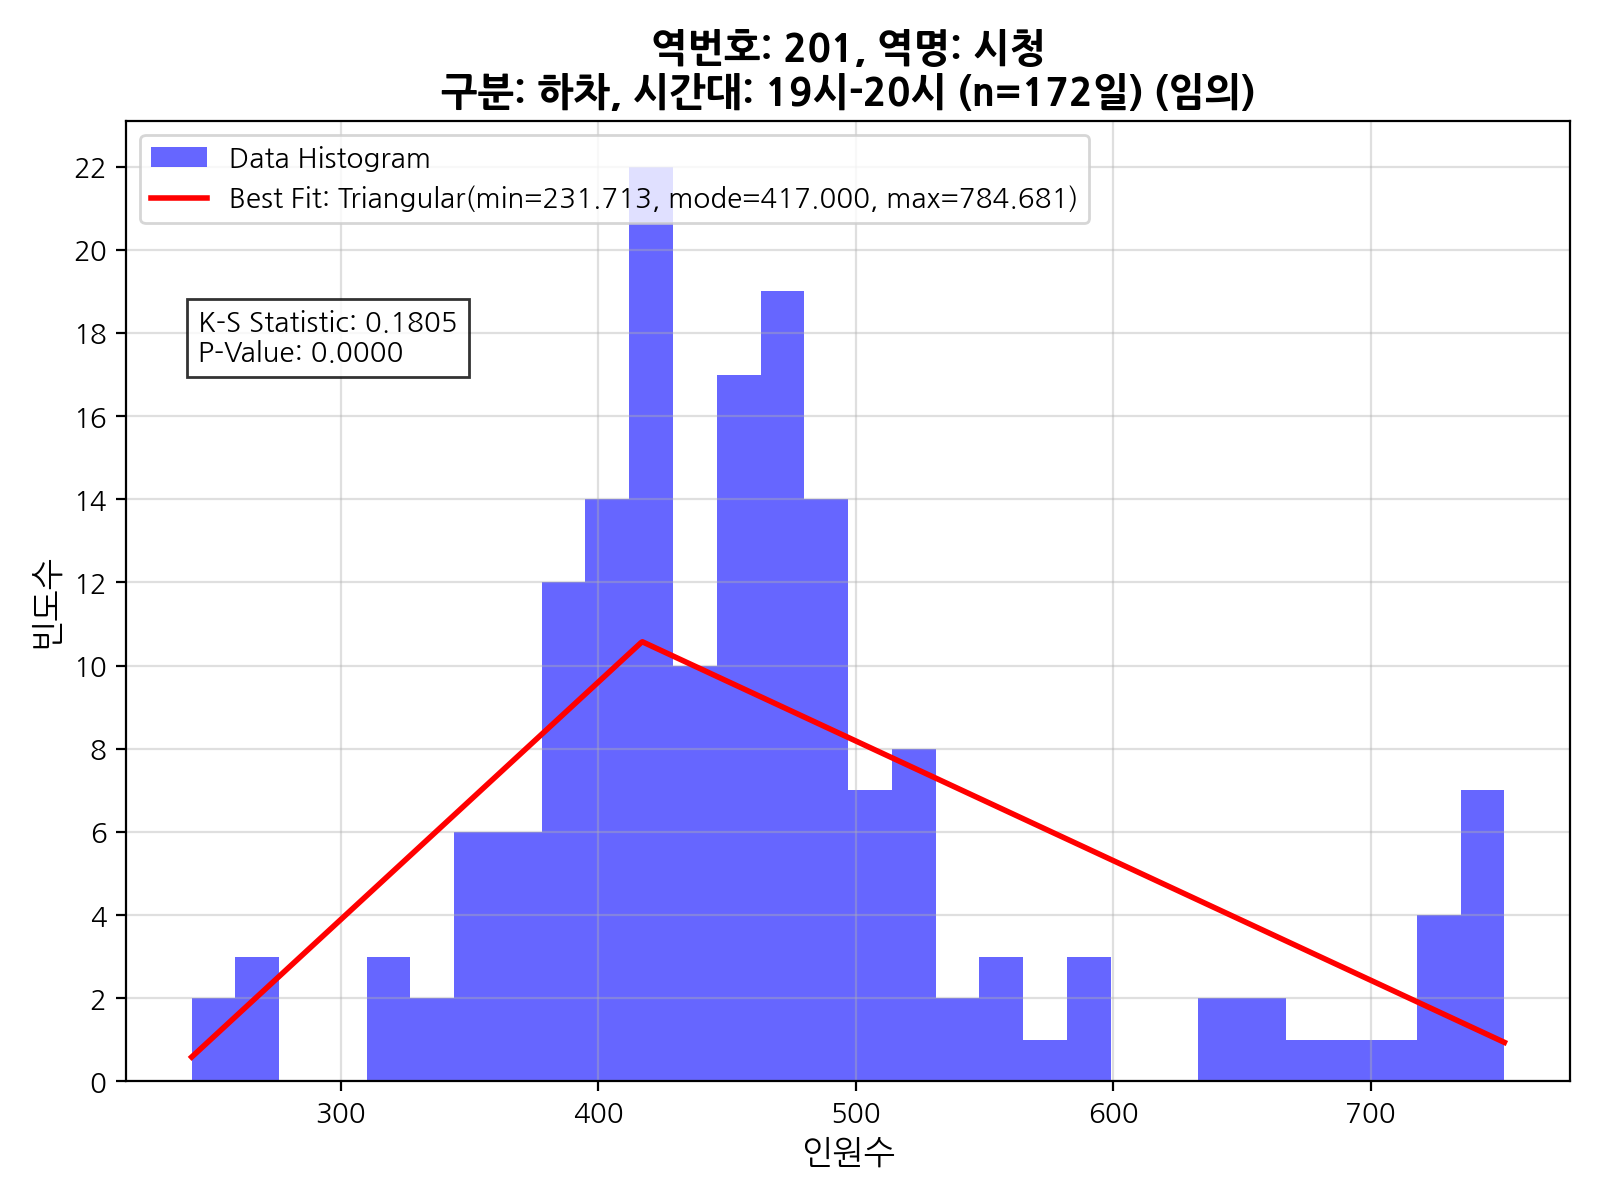 역번호: 201, 역명: 시청
구분: 하차, 시간대: 19시-20시 (n=172일) (임의)
Data Histogram
Best Fit: Triangular(min=231.713, mode=417.000, max=784.681)
K-S Statistic: 0.1805
P-Value: 0.0000
빈도수
22
20
18
16
14
12
10
8
6
4
2
0
300 400 500 600 700
인원수